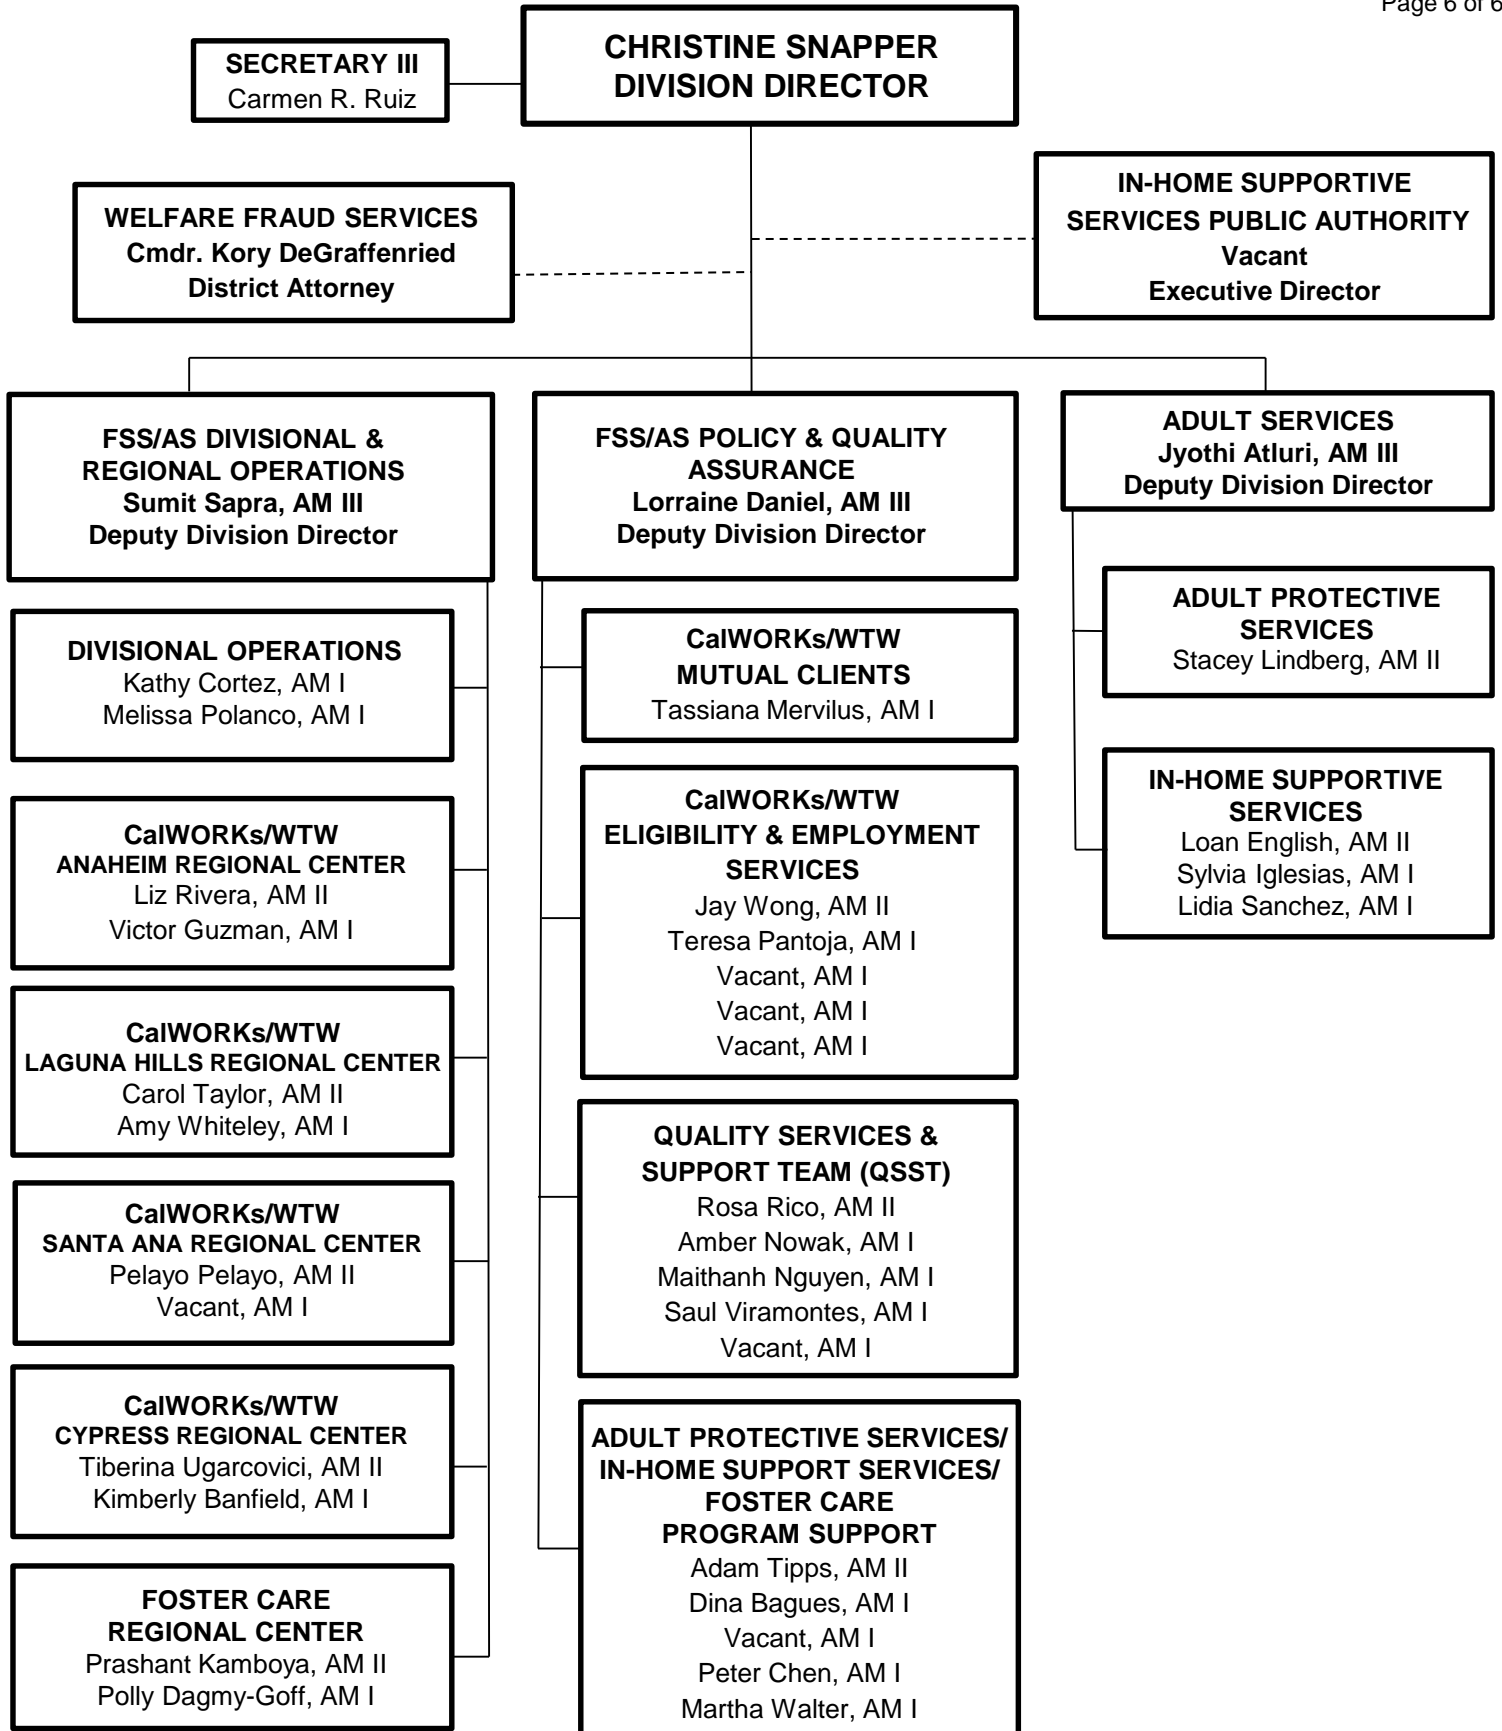 Page 6 of 6
CHRISTINE SNAPPER
DIVISION DIRECTOR
SECRETARY III
Carmen R. Ruiz
WELFARE FRAUD SERVICES
Cmdr. Kory DeGraffenried
District Attorney
IN-HOME SUPPORTIVE
SERVICES PUBLIC AUTHORITY
Vacant
Executive Director
FSS/AS DIVISIONAL &
REGIONAL OPERATIONS
Sumit Sapra, AM III
Deputy Division Director
DIVISIONAL OPERATIONS
Kathy Cortez, AM I
Melissa Polanco, AM I
CalWORKs/WTW
ANAHEIM REGIONAL CENTER
Liz Rivera, AM II
Victor Guzman, AM I
CalWORKs/WTW
LAGUNA HILLS REGIONAL CENTER
Carol Taylor, AM II
Amy Whiteley, AM I
CalWORKs/WTW
SANTA ANA REGIONAL CENTER
Pelayo Pelayo, AM II
Vacant, AM I
CalWORKs/WTW
CYPRESS REGIONAL CENTER
Tiberina Ugarcovici, AM II
Kimberly Banfield, AM I
FOSTER CARE
REGIONAL CENTER
Prashant Kamboya, AM II
Polly Dagmy-Goff, AM I
FSS/AS POLICY & QUALITY
ASSURANCE
Lorraine Daniel, AM III
Deputy Division Director
CalWORKs/WTW
MUTUAL CLIENTS
Tassiana Mervilus, AM I
CalWORKs/WTW
ELIGIBILITY & EMPLOYMENT
SERVICES
Jay Wong, AM II
Teresa Pantoja, AM I
Vacant, AM I
Vacant, AM I
Vacant, AM I
QUALITY SERVICES &
SUPPORT TEAM (QSST)
Rosa Rico, AM II
Amber Nowak, AM I
Maithanh Nguyen, AM I
Saul Viramontes, AM I
Vacant, AM I
ADULT PROTECTIVE SERVICES/
IN-HOME SUPPORT SERVICES/
FOSTER CARE
PROGRAM SUPPORT
Adam Tipps, AM II
Dina Bagues, AM I
Vacant, AM I
Peter Chen, AM I
Martha Walter, AM I
ADULT SERVICES
Jyothi Atluri, AM III
Deputy Division Director
ADULT PROTECTIVE
SERVICES
Stacey Lindberg, AM II
IN-HOME SUPPORTIVE
SERVICES
Loan English, AM II
Sylvia Iglesias, AM I
Lidia Sanchez, AM I